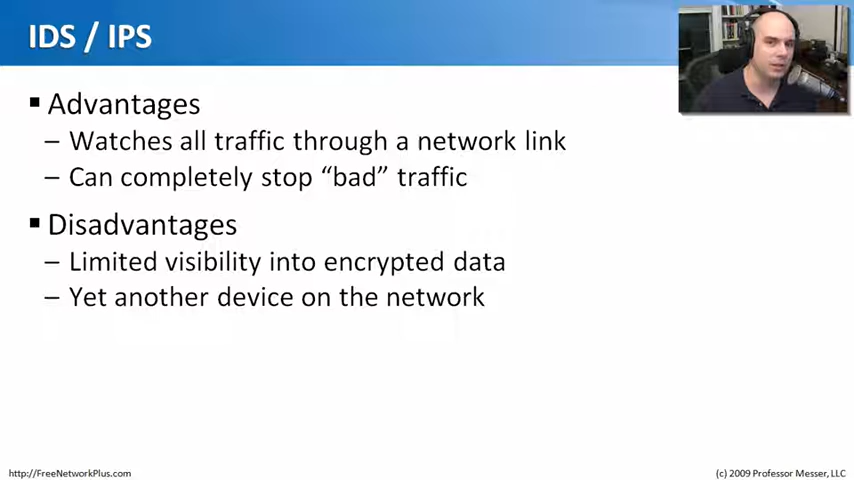 IDS / IPS
▪ Advantages
– Watches all traffic through a network link
– Can completely stop “bad” traffic
▪ Disadvantages
– Limited visibility into encrypted data
– Yet another device on the network
http://FreeNetworkPlus.com
(c) 2009 Professor Messer, LLC